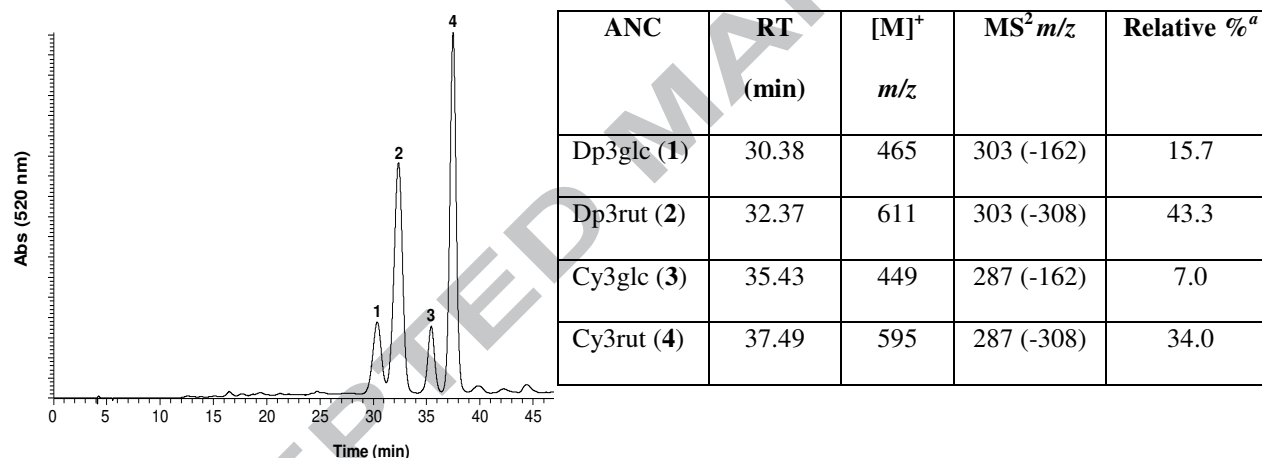 4
2
1
3
Abs (520 nm)
0 5 10 15 20 25 30 35 40 45
Time (min)
ANC RT (min) [M]+ m/z MS2 m/z Relative %a
Dp3glc (1) 30.38 465 303 (-162) 15.7
Dp3rut (2) 32.37 611 303 (-308) 43.3
Cy3glc (3) 35.43 449 287 (-162) 7.0
Cy3rut (4) 37.49 595 287 (-308) 34.0
PTED MA